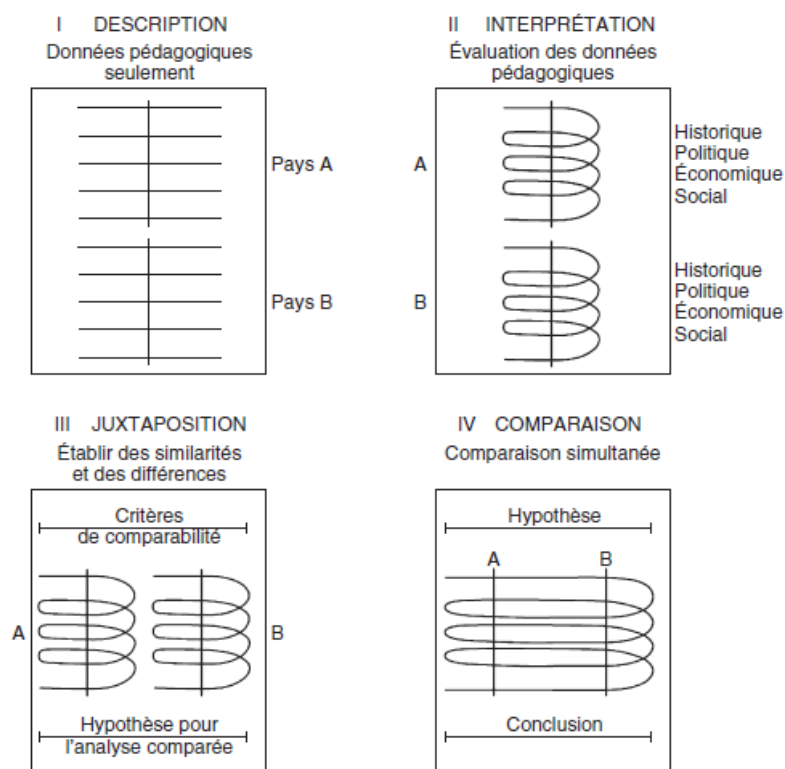 I DESCRIPTION
Données pédagogiques
seulement
Pays A
Pays B
II INTERPRÉTATION
Évaluation des données
pédagogiques
A
Historique
Politique
Économique
Social
B
Historique
Politique
Économique
Social
III JUXTAPOSITION
Établir des similarités
et des différences
Critères
de comparabilité
A
B
Hypothèse pour
l'analyse comparée
IV COMPARAISON
Comparaison simultanée
Hypothèse
A B
Conclusion